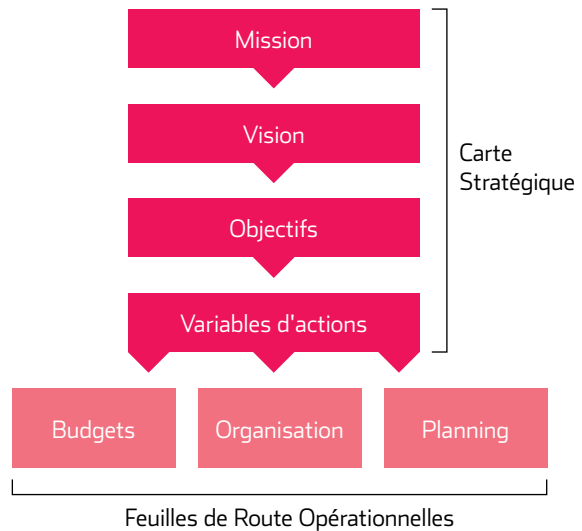 Mission
Vision
Carte
Stratégique
Objectifs
Variables d'actions
Budgets
Organisation
Planning
Feuilles de Route Opérationnelles